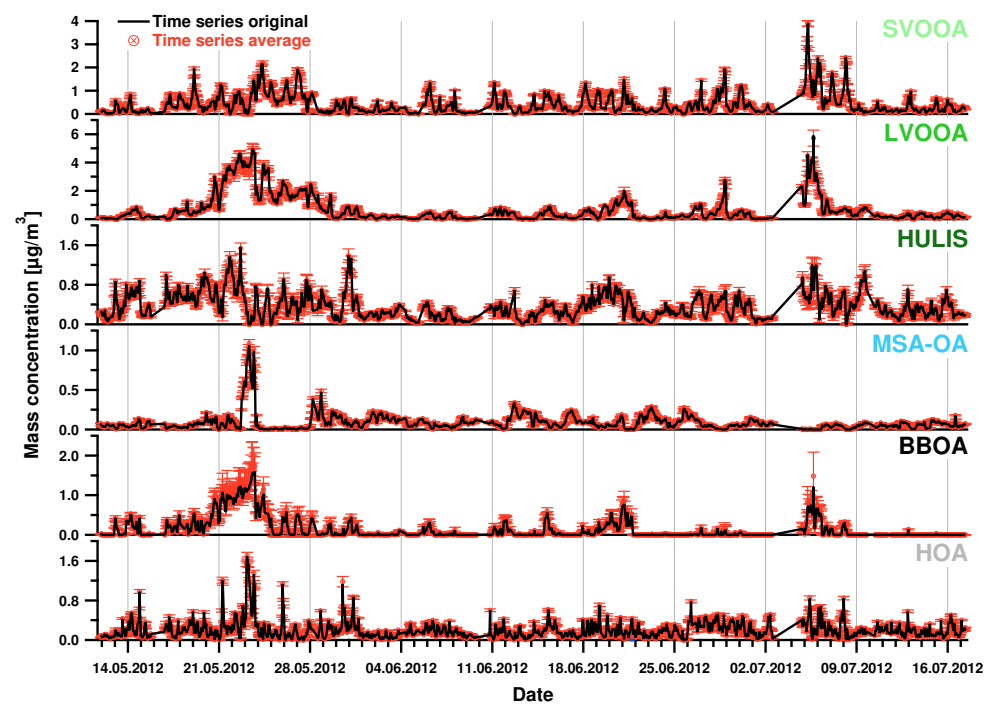 Time series original
Time series average
SVOOA
4
3
2
1
0
LVOOA
6
4
2
0
HULIS
1.6
0.8
0.0
MSA-OA
1.0
0.5
0.0
BBOA
2.0
1.0
0.0
HOA
1.6
0.8
0.0
Mass concentration [µg/m³]
14.05.2012 21.05.2012 28.05.2012 04.06.2012 11.06.2012 18.06.2012 25.06.2012 02.07.2012 09.07.2012 16.07.2012
Date